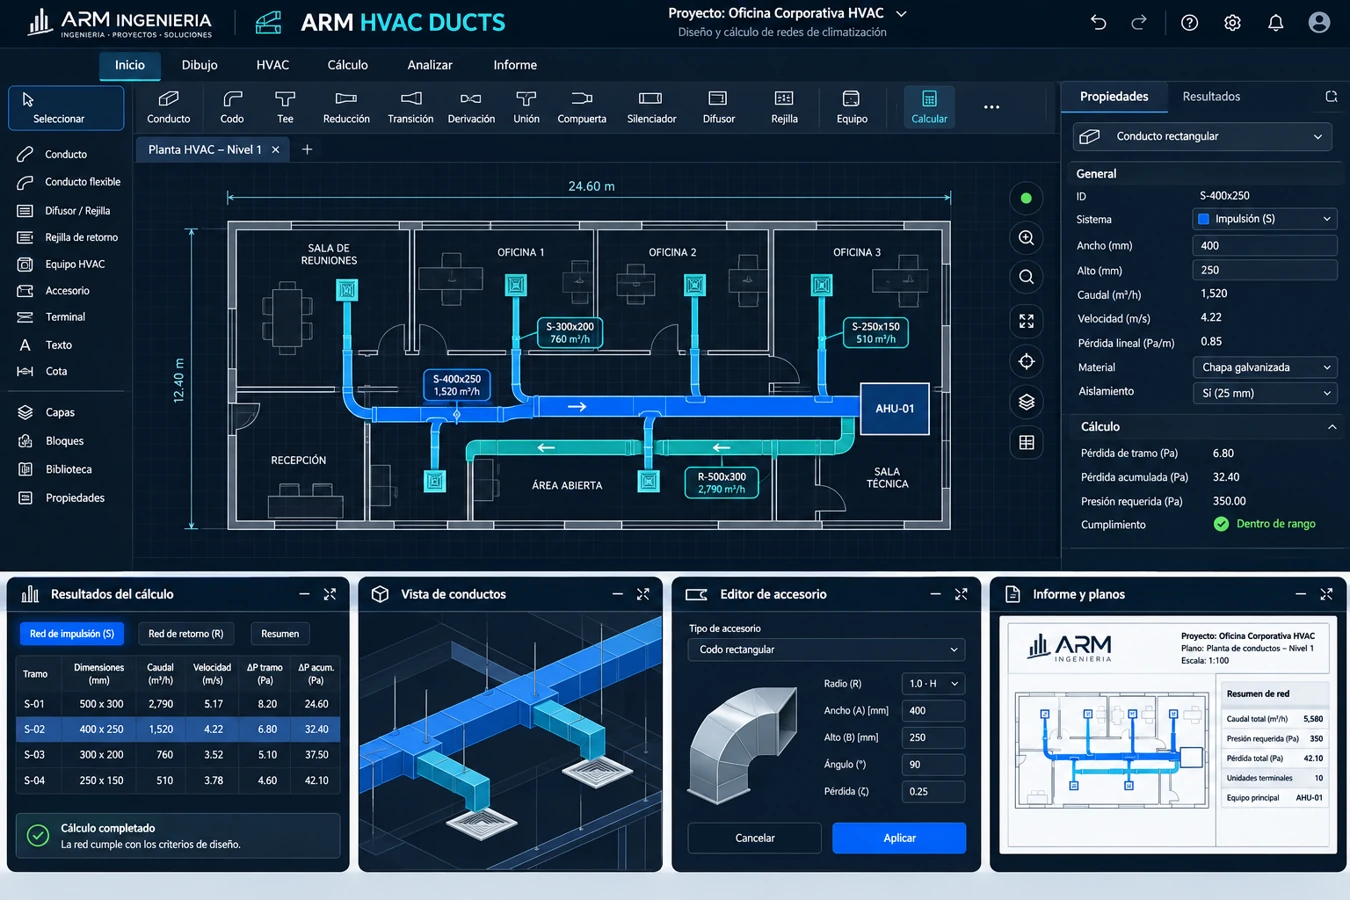 ARM INGENIERIA
INGENIERIA · PROYECTOS · SOLUCIONES
ARM HVAC DUCTS
Proyecto: Oficina Corporativa HVAC
Diseño y cálculo de redes de climatización
Inicio Dibujo HVAC Cálculo Analizar Informe
Seleccionar
Conducto Codo Tee Reducción Transición Derivación Unión Compuerta Silenciador Difusor Rejilla Equipo Calcular
Planta HVAC – Nivel 1
Conducto
Conducto flexible
Difusor / Rejilla
Rejilla de retorno
Equipo HVAC
Accesorio
Terminal
A Texto
Cota
Capas
Bloques
Biblioteca
Propiedades
24.60 m
12.40 m
SALA DE
REUNIONES
OFICINA 1
OFICINA 2
OFICINA 3
S-300x200
760 m³/h
S-250x150
510 m³/h
S-400x250
1,520 m³/h
AHU-01
RECEPCIÓN
ÁREA ABIERTA
R-500x300
2,790 m³/h
SALA
TÉCNICA
Propiedades Resultados
Conducto rectangular
General
ID S-400x250
Sistema Impulsión (S)
Ancho (mm) 400
Alto (mm) 250
Caudal (m³/h) 1,520
Velocidad (m/s) 4.22
Pérdida lineal (Pa/m) 0.85
Material Chapa galvanizada
Aislamiento Sí (25 mm)
Cálculo
Pérdida de tramo (Pa) 6.80
Pérdida acumulada (Pa) 32.40
Presión requerida (Pa) 350.00
Cumplimiento Dentro de rango
Resultados del cálculo
Red de impulsión (S) Red de retorno (R) Resumen
Tramo Dimensiones (mm) Caudal (m³/h) Velocidad (m/s) ΔP tramo (Pa) ΔP acum. (Pa)
S-01 500 x 300 2,790 5.17 8.20 24.60
S-02 400 x 250 1,520 4.22 6.80 32.40
S-03 300 x 200 760 3.52 5.10 37.50
S-04 250 x 150 510 3.78 4.60 42.10
Cálculo completado
La red cumple con los criterios de diseño.
Vista de conductos
Editor de accesorio
Tipo de accesorio
Codo rectangular
Radio (R) 1.0 · H
Ancho (A) [mm] 400
Alto (B) [mm] 250
Ángulo (°) 90
Pérdida (ζ) 0.25
Cancelar Aplicar
Informe y planos
ARM
INGENIERIA
Proyecto: Oficina Corporativa HVAC
Plano: Planta de conductos – Nivel 1
Escala: 1:100
Resumen de red
Caudal total (m³/h) 5,580
Presión requerida (Pa) 350
Pérdida total (Pa) 42.10
Unidades terminales 10
Equipo principal AHU-01